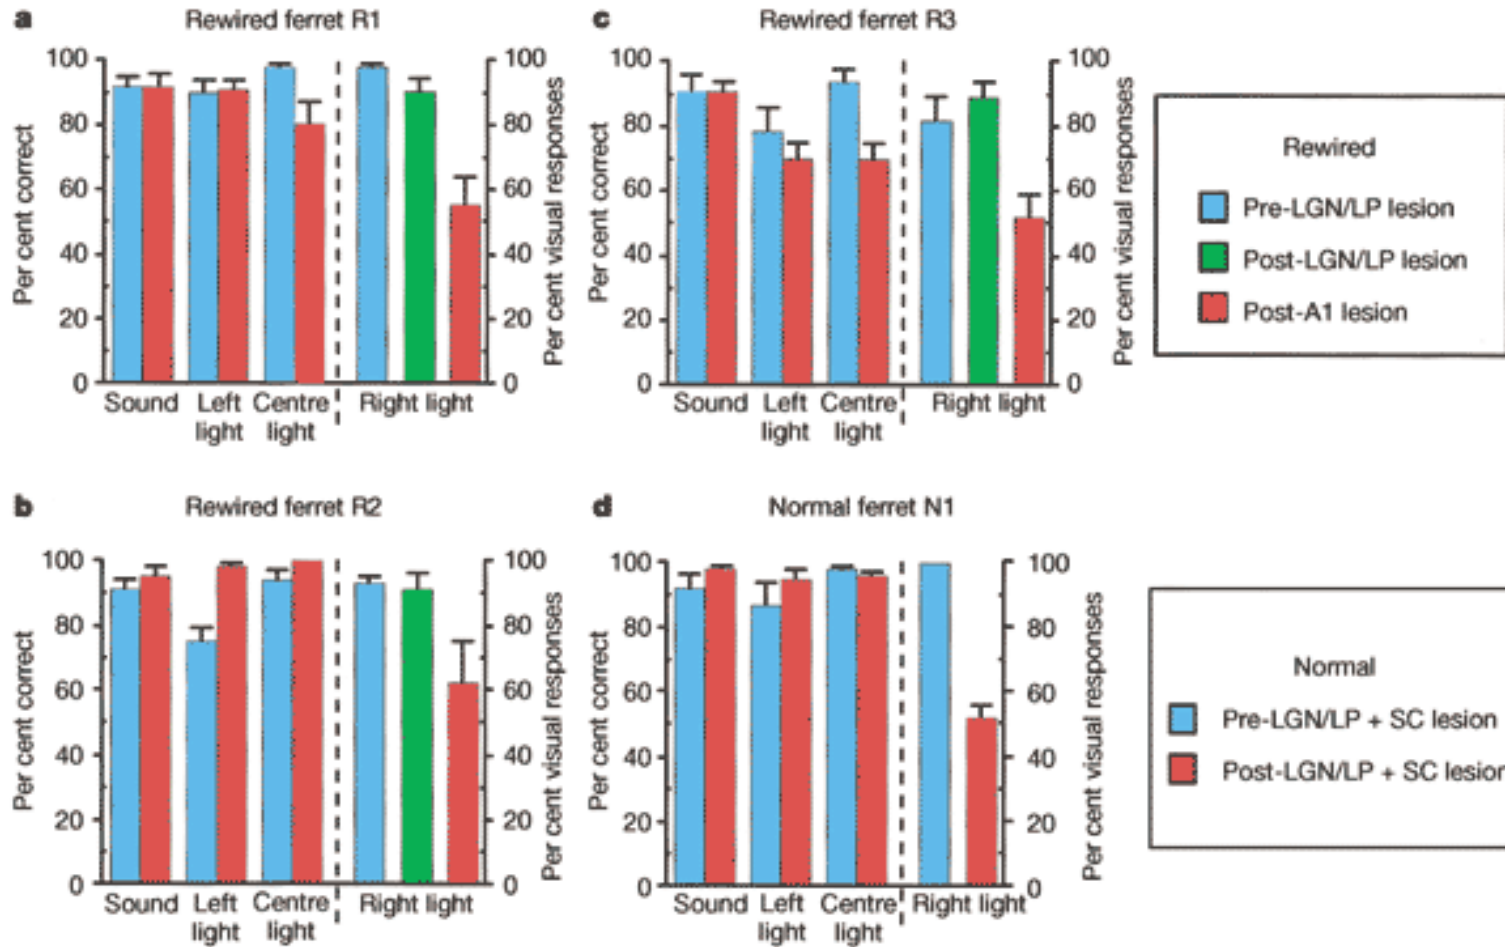 a Rewired ferret R1
Per cent correct
100
80
60
40
20
0
Sound Left light Centre light Right light
100
80
60
40
20
0
Per cent visual responses
c Rewired ferret R3
Per cent correct
100
80
60
40
20
0
Sound Left light Centre light Right light
100
80
60
40
20
0
Per cent visual responses
Rewired
Pre-LGN/LP lesion
Post-LGN/LP lesion
Post-A1 lesion
b Rewired ferret R2
Per cent correct
100
80
60
40
20
0
Sound Left light Centre light Right light
100
80
60
40
20
0
Per cent visual responses
d Normal ferret N1
Per cent correct
100
80
60
40
20
0
Sound Left light Centre light Right light
100
80
60
40
20
0
Per cent visual responses
Normal
Pre-LGN/LP + SC lesion
Post-LGN/LP + SC lesion